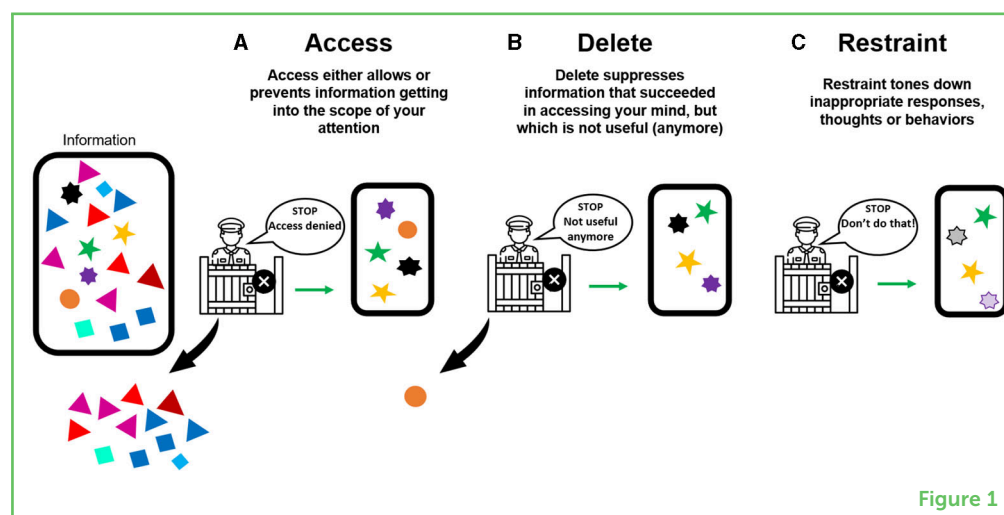 A Access
Access either allows or
prevents information getting
into the scope of your
attention
B Delete
Delete suppresses
information that succeeded
in accessing your mind, but
which is not useful (anymore)
C Restraint
Restraint tones down
inappropriate responses,
thoughts or behaviors
Information
STOP
Access denied
STOP
Not useful
anymore
STOP
Don't do that!
Figure 1